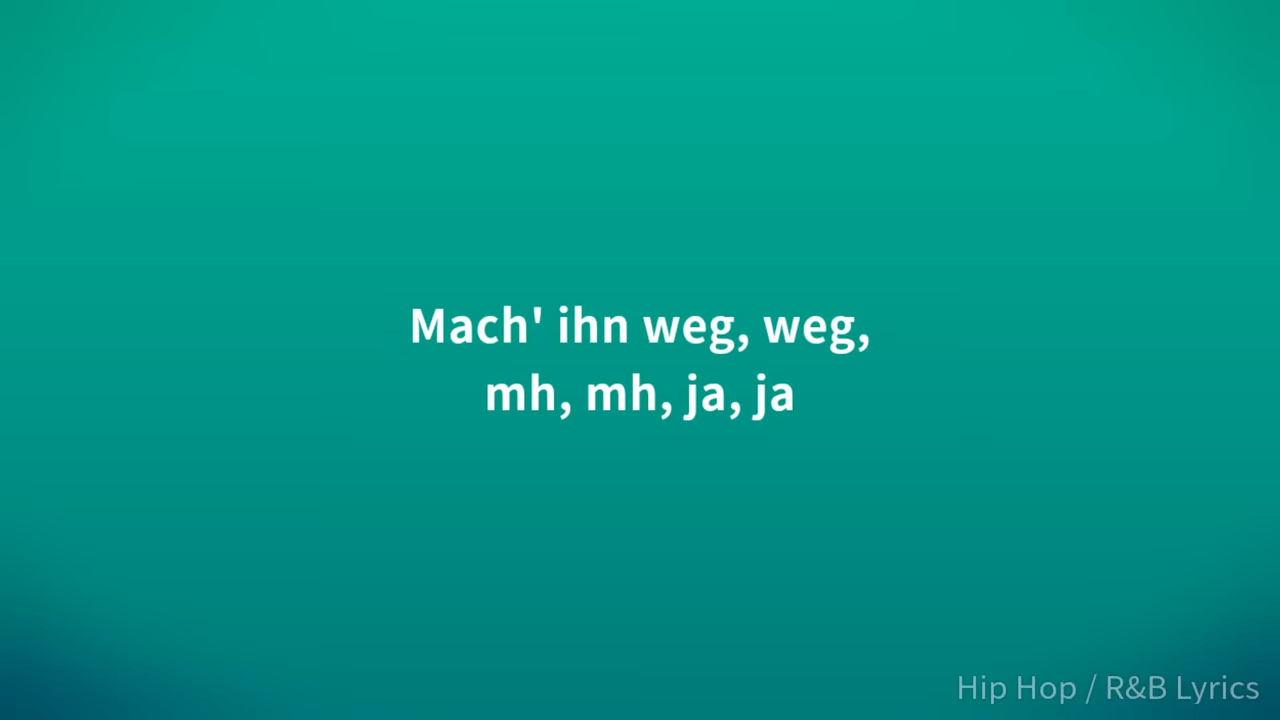 Mach' ihn weg, weg,
mh, mh, ja, ja
Hip Hop / R&B Lyrics